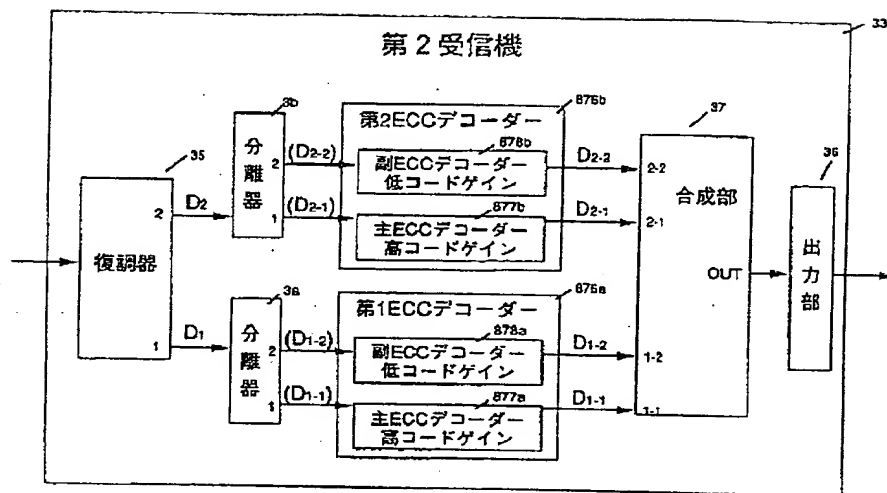 33
第2受信機
35
復調器
2
1
D2
D1
3b
分離器
2
1
(D2-2)
(D2-1)
876b
第2ECCデコーダー
878b
副ECCデコーダー
低コードゲイン
877b
主ECCデコーダー
高コードゲイン
D2-2
D2-1
3a
分離器
2
1
(D1-2)
(D1-1)
876a
第1ECCデコーダー
878a
副ECCデコーダー
低コードゲイン
877a
主ECCデコーダー
高コードゲイン
D1-2
D1-1
37
2-2
2-1
合成部
OUT
1-2
1-1
36
出力部